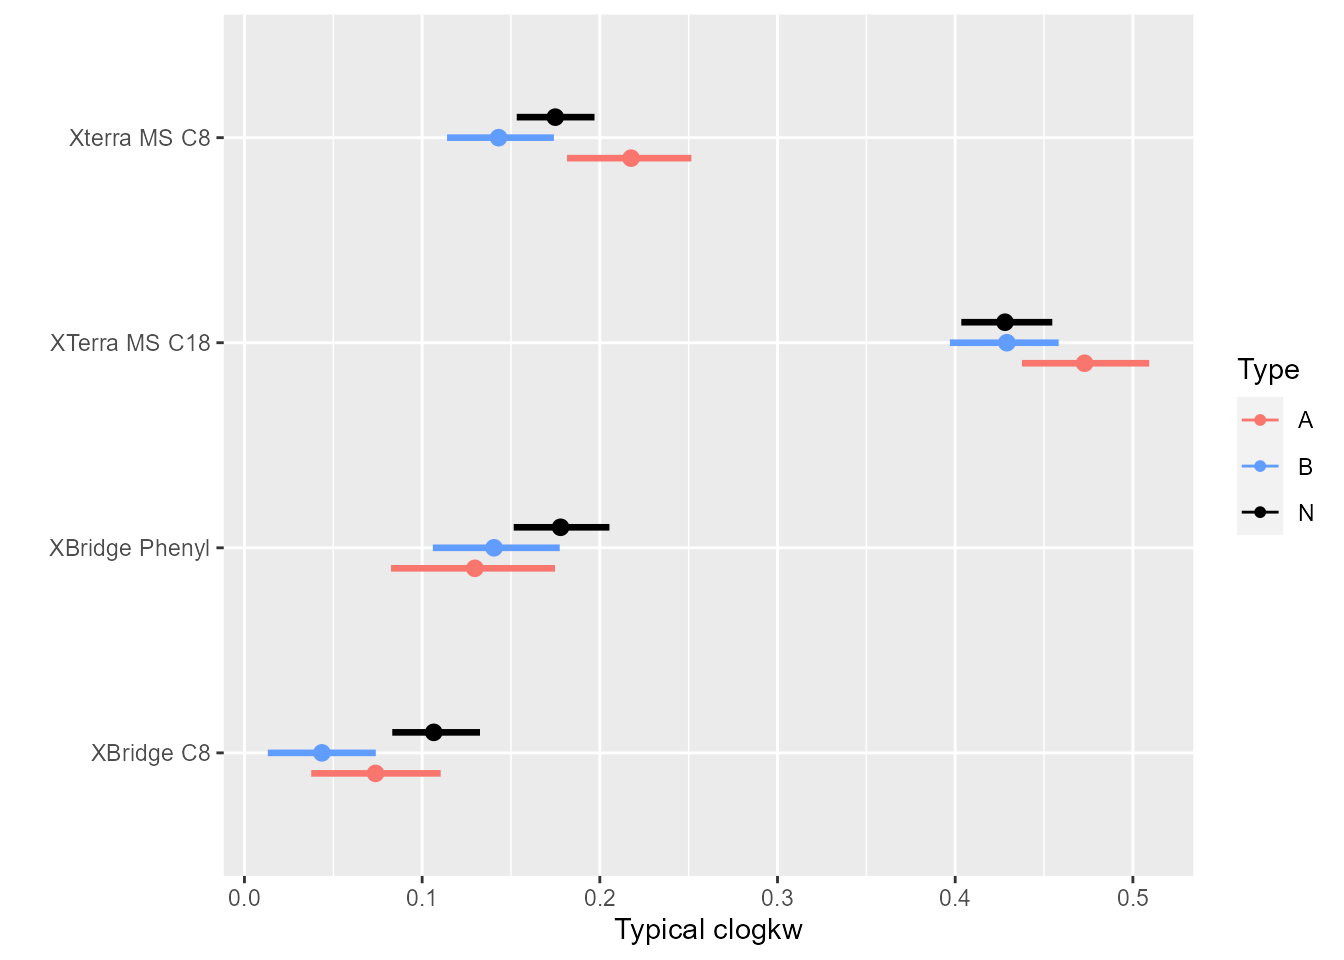 Xterra MS C8
XTerra MS C18
XBridge Phenyl
XBridge C8
0.0 0.1 0.2 0.3 0.4 0.5
Typical clogkw
Type
A
B
N